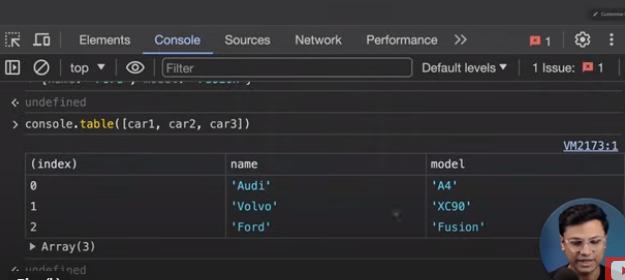 Elements Console Sources Network Performance 1
top Filter Default levels 1 Issue: 1
undefined
> console.table([car1, car2, car3])
VM2173:1
(index) name model
0 'Audi' 'A4'
1 'Volvo' 'XC90'
2 'Ford' 'Fusion'
Array(3)
undefined